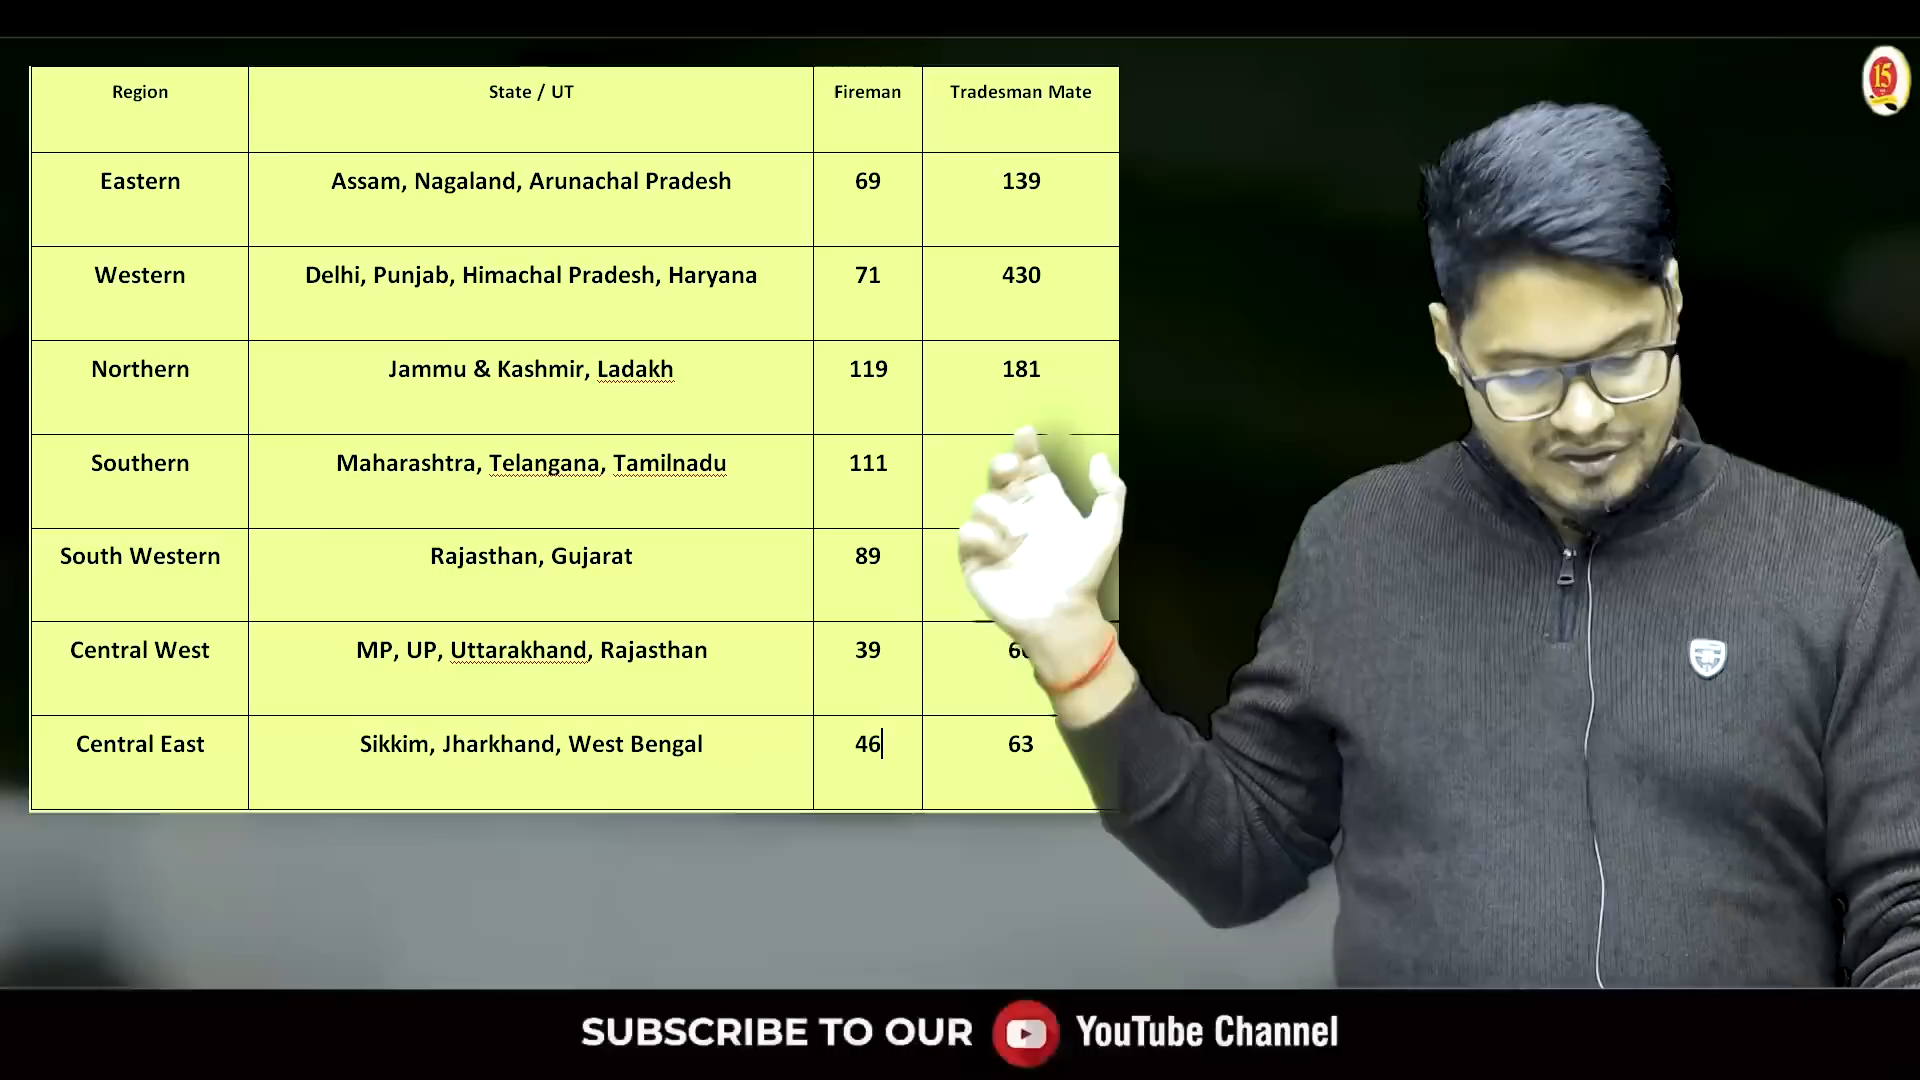 Region State / UT Fireman Tradesman Mate
Eastern Assam, Nagaland, Arunachal Pradesh 69 139
Western Delhi, Punjab, Himachal Pradesh, Haryana 71 430
Northern Jammu & Kashmir, Ladakh 119 181
Southern Maharashtra, Telangana, Tamilnadu 111
South Western Rajasthan, Gujarat 89
Central West MP, UP, Uttarakhand, Rajasthan 39
Central East Sikkim, Jharkhand, West Bengal 46 63
15
SUBSCRIBE TO OUR YouTube Channel